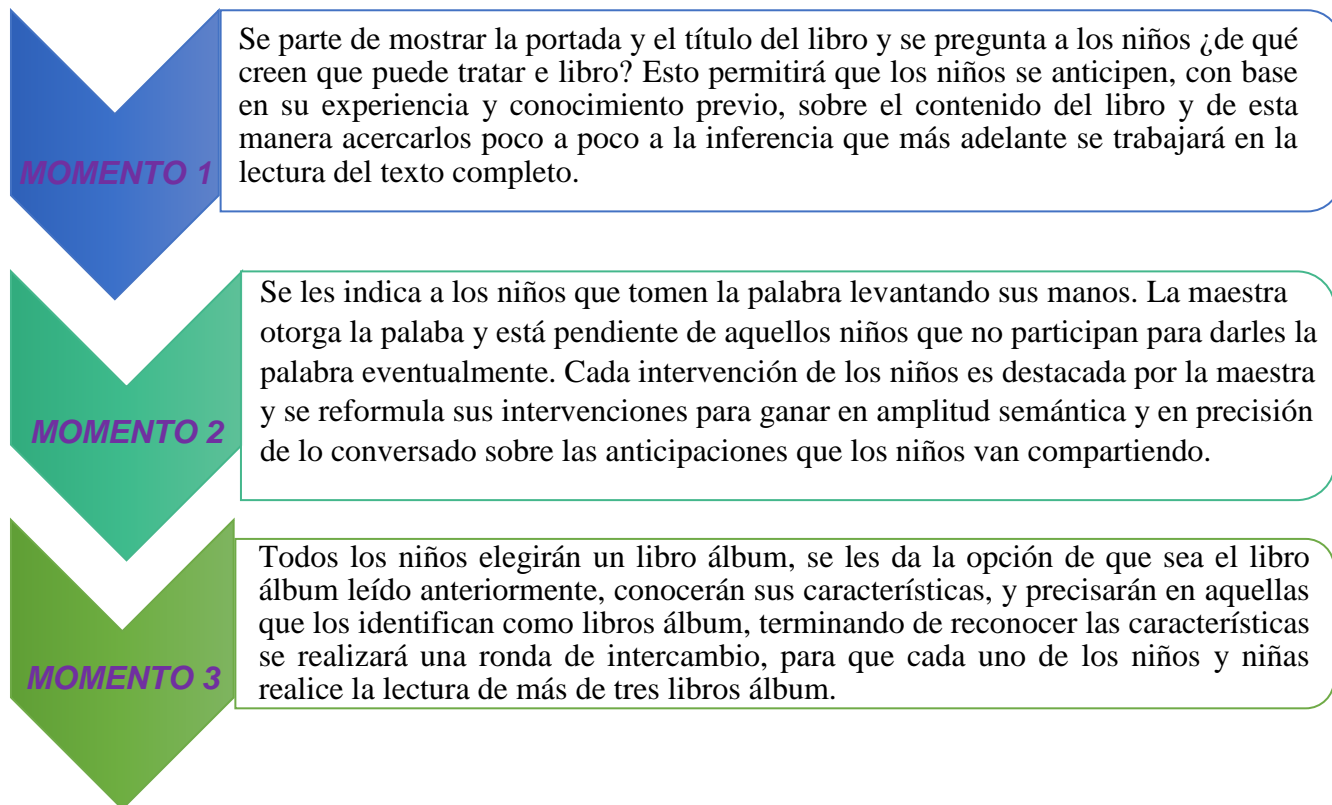 MOMENTO 1
Se parte de mostrar la portada y el título del libro y se pregunta a los niños ¿de qué
creen que puede tratar e libro? Esto permitirá que los niños se anticipen, con base
en su experiencia y conocimiento previo, sobre el contenido del libro y de esta
manera acercarlos poco a poco a la inferencia que más adelante se trabajará en la
lectura del texto completo.
MOMENTO 2
Se les indica a los niños que tomen la palabra levantando sus manos. La maestra
otorga la palaba y está pendiente de aquellos niños que no participan para darles la
palabra eventualmente. Cada intervención de los niños es destacada por la maestra
y se reformula sus intervenciones para ganar en amplitud semántica y en precisión
de lo conversado sobre las anticipaciones que los niños van compartiendo.
MOMENTO 3
Todos los niños elegirán un libro álbum, se les da la opción de que sea el libro
álbum leído anteriormente, conocerán sus características, y precisarán en aquellas
que los identifican como libros álbum, terminando de reconocer las características
se realizará una ronda de intercambio, para que cada uno de los niños y niñas
realice la lectura de más de tres libros álbum.